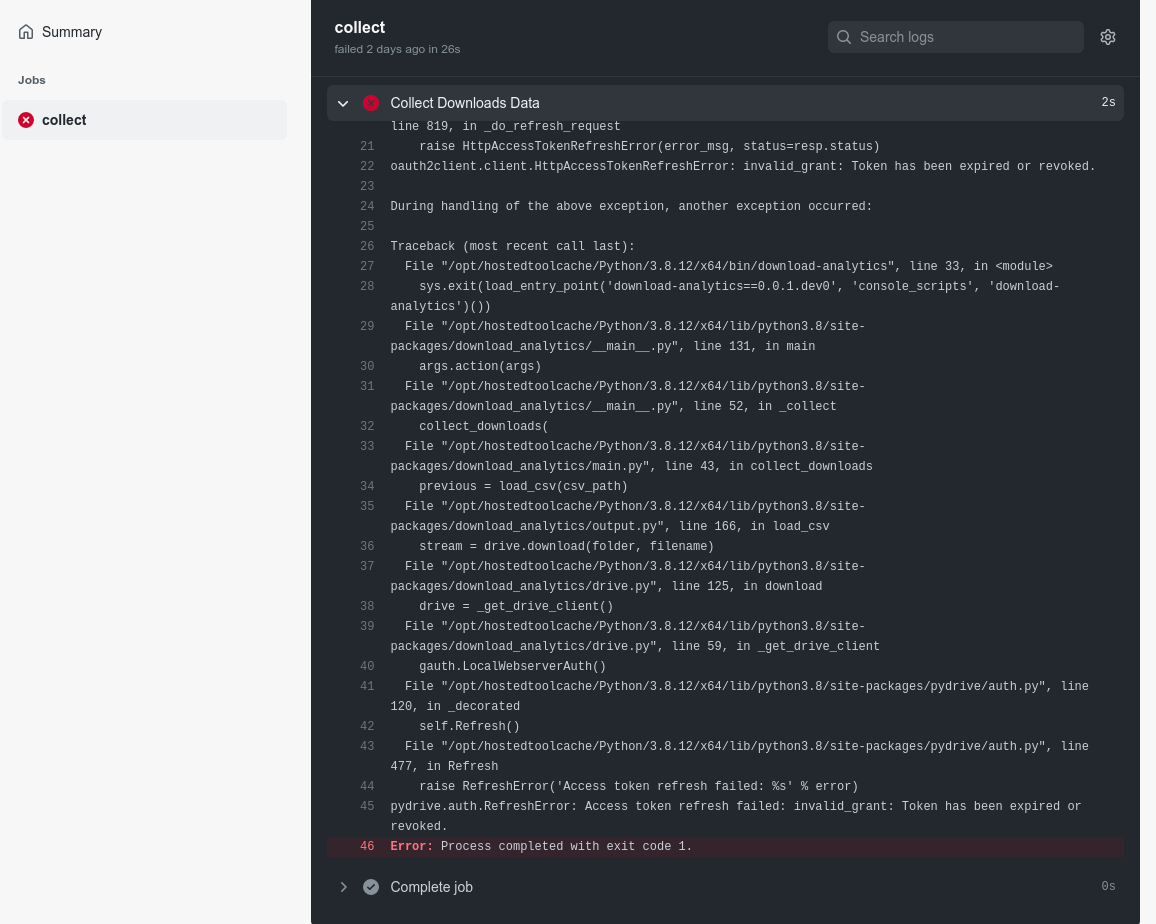 Summary
Jobs
collect
collect
failed 2 days ago in 26s
Search logs
Collect Downloads Data
2s
line 819, in _do_refresh_request
21     raise HttpAccessTokenRefreshError(error_msg, status=resp.status)
22 oauth2client.client.HttpAccessTokenRefreshError: invalid_grant: Token has been expired or revoked.
23
24 During handling of the above exception, another exception occurred:
25
26 Traceback (most recent call last):
27   File "/opt/hostedtoolcache/Python/3.8.12/x64/bin/download-analytics", line 33, in <module>
28     sys.exit(load_entry_point('download-analytics==0.0.1.dev0', 'console_scripts', 'download-
analytics')())
29   File "/opt/hostedtoolcache/Python/3.8.12/x64/lib/python3.8/site-
packages/download_analytics/__main__.py", line 131, in main
30     args.action(args)
31   File "/opt/hostedtoolcache/Python/3.8.12/x64/lib/python3.8/site-
packages/download_analytics/__main__.py", line 52, in _collect
32     collect_downloads(
33   File "/opt/hostedtoolcache/Python/3.8.12/x64/lib/python3.8/site-
packages/download_analytics/main.py", line 43, in collect_downloads
34     previous = load_csv(csv_path)
35   File "/opt/hostedtoolcache/Python/3.8.12/x64/lib/python3.8/site-
packages/download_analytics/output.py", line 166, in load_csv
36     stream = drive.download(folder, filename)
37   File "/opt/hostedtoolcache/Python/3.8.12/x64/lib/python3.8/site-
packages/download_analytics/drive.py", line 125, in download
38     drive = _get_drive_client()
39   File "/opt/hostedtoolcache/Python/3.8.12/x64/lib/python3.8/site-
packages/download_analytics/drive.py", line 59, in _get_drive_client
40     gauth.LocalWebserverAuth()
41   File "/opt/hostedtoolcache/Python/3.8.12/x64/lib/python3.8/site-packages/pydrive/auth.py", line
120, in _decorated
42     self.Refresh()
43   File "/opt/hostedtoolcache/Python/3.8.12/x64/lib/python3.8/site-packages/pydrive/auth.py", line
477, in Refresh
44     raise RefreshError('Access token refresh failed: %s' % error)
45 pydrive.auth.RefreshError: Access token refresh failed: invalid_grant: Token has been expired or
revoked.
46 Error: Process completed with exit code 1.
Complete job
0s